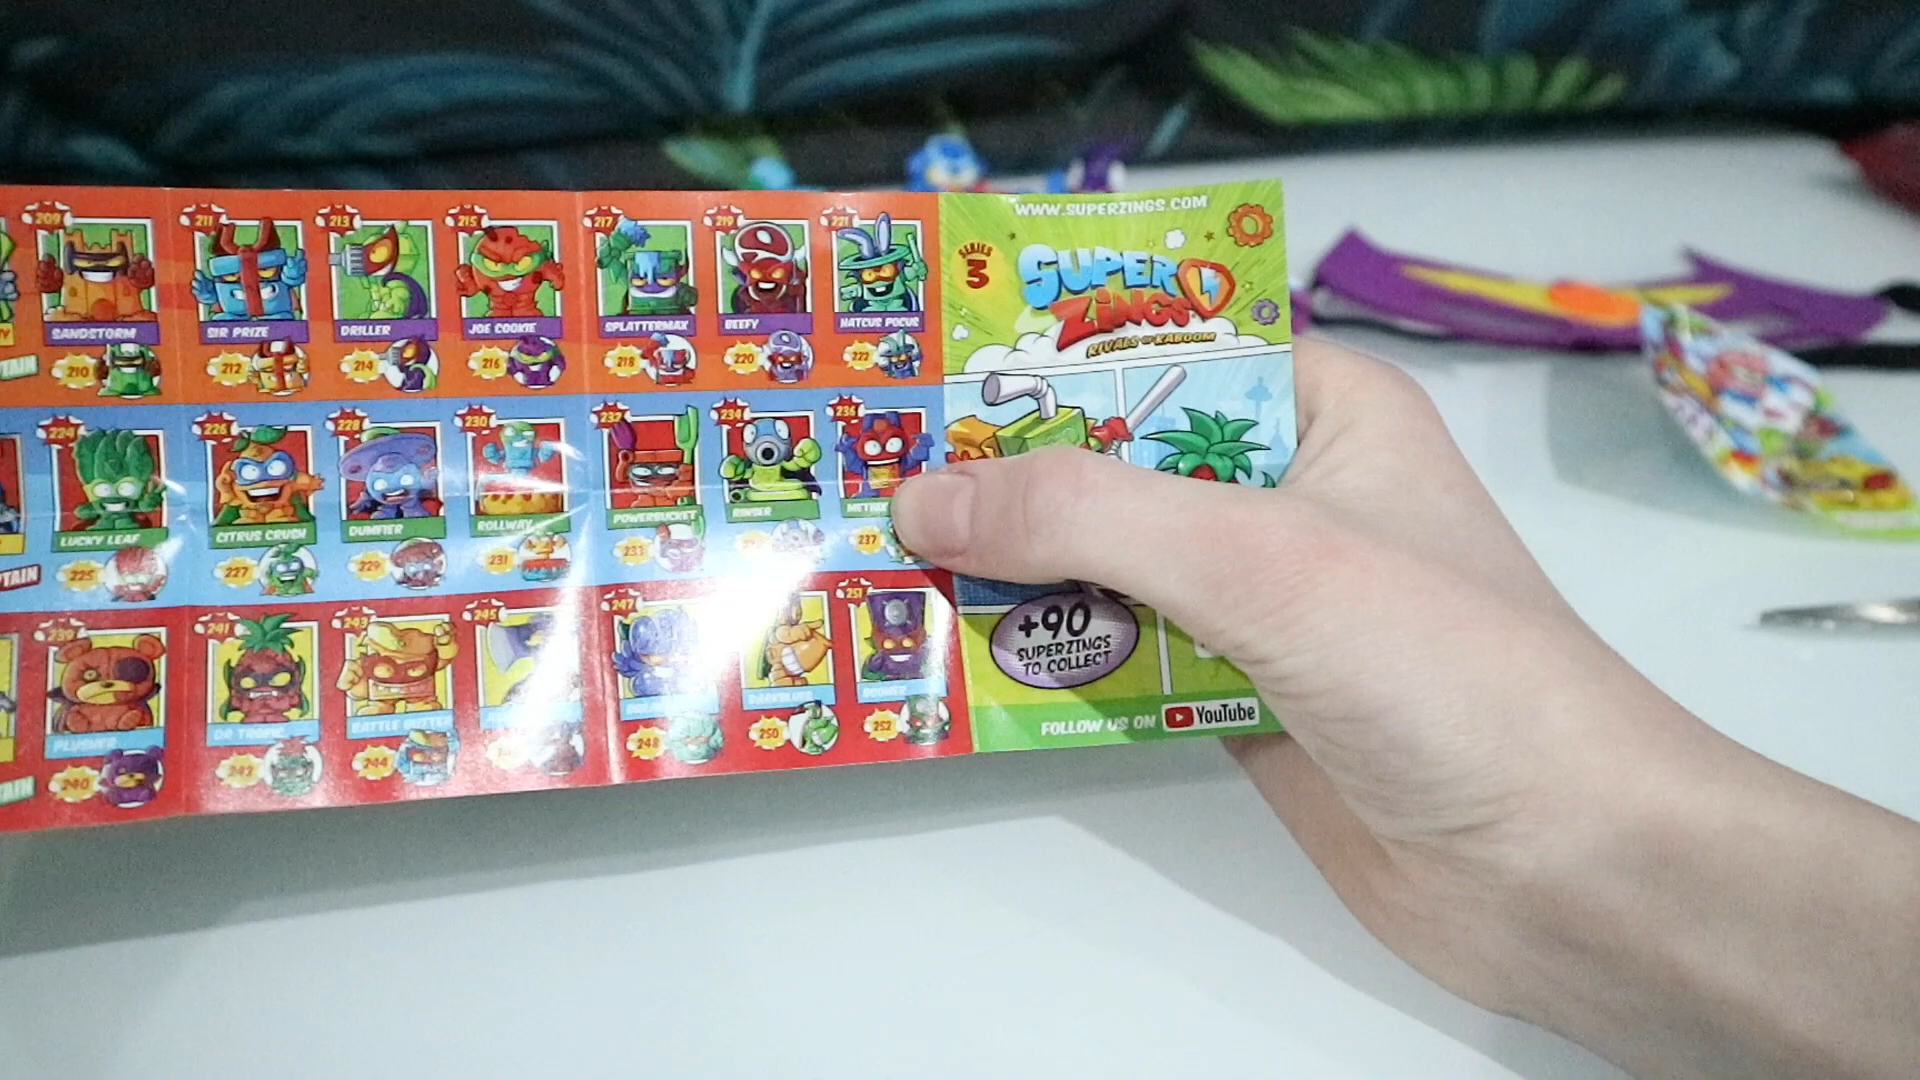 209 211 213 215 217 219 221
SANDSTORM SIR PRIZE DRILLER JOE COOKIE SPLATTERMAX BEEFY HATCUS POCUS
TAIN 210 212 214 216 218 220 222
224 226 228 230 232 234 236
LUCKY LEAF CITRUS CRUSH ROLLWAY POWERBUCKET RINSER
TAIN 225 227 229 231 233 237
239 241 243 245 247 251
PLUSHER DR TROPIC BATTLE BUTTER
TAIN 240 242 244 248 250 252
WWW.SUPERZINGS.COM
SERIES
3
SUPER
ZINGS
RIVALS OF KABOOM
+90
SUPERZINGS
TO COLLECT
FOLLOW US ON YouTube